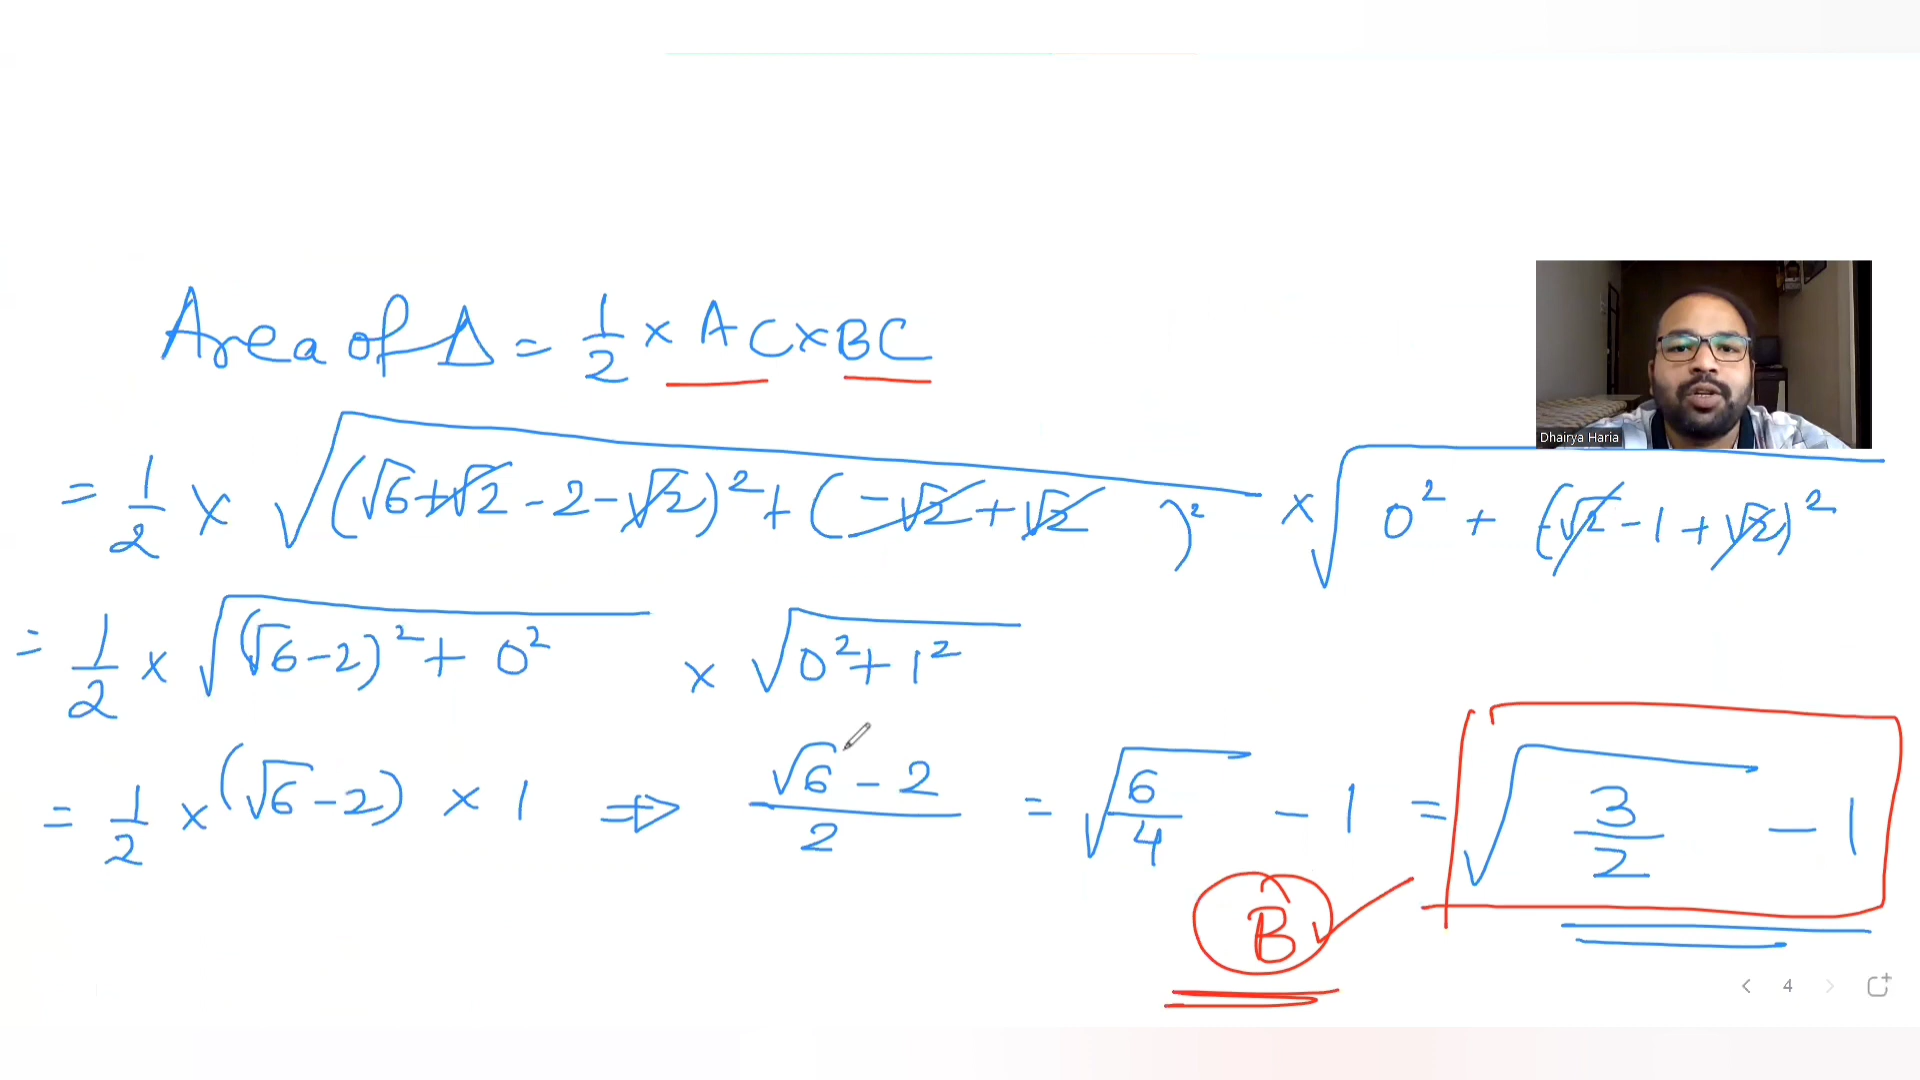 Area of Δ = 1/2 × AC × BC
Dhairya Haria
= 1/2 × √((√6+√2-2-√2)² + (-√2+√2)²) × √(0² + (√2-1+√2)²)
= 1/2 × √((√6-2)² + 0²) × √(0²+1²)
= 1/2 × (√6-2) × 1 ⇒ (√6-2)/2 = √(6/4) - 1 = √(3/2) - 1
B
< 4 >